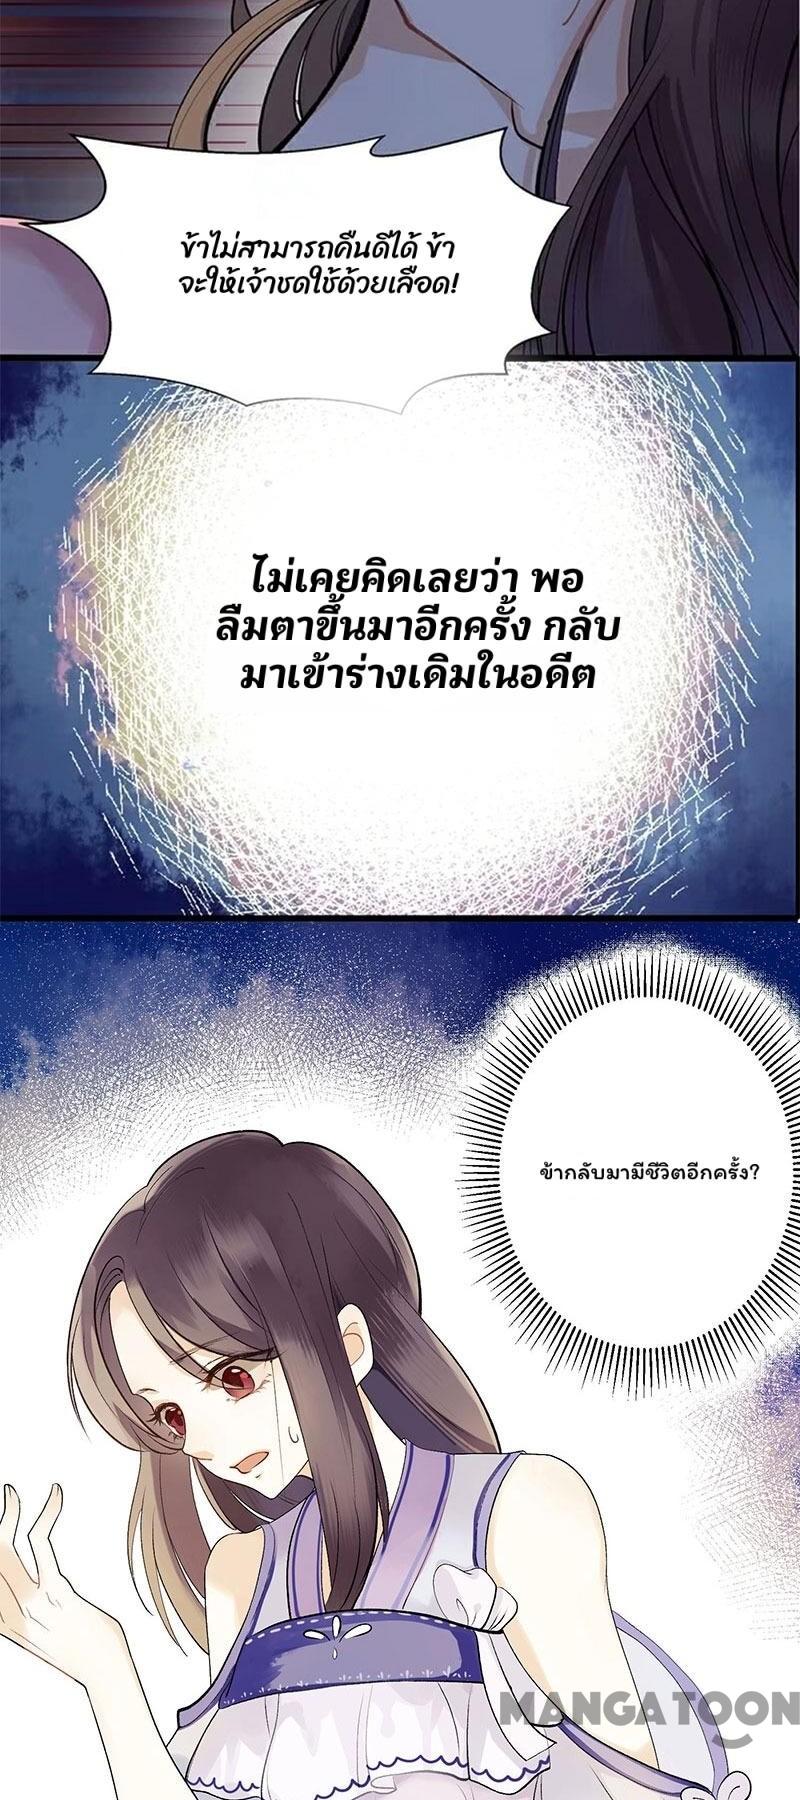 ข้าไม่สามารถคืนดีได้ ข้า
จะให้เจ้าชดใช้ด้วยเลือด!
ไม่เคยคิดเลยว่า พอ
ลืมตาขึ้นมาอีกครั้ง กลับ
มาเข้าร่างเดิมในอดีต
ข้ากลับมามีชีวิตอีกครั้ง?
MANGATOON